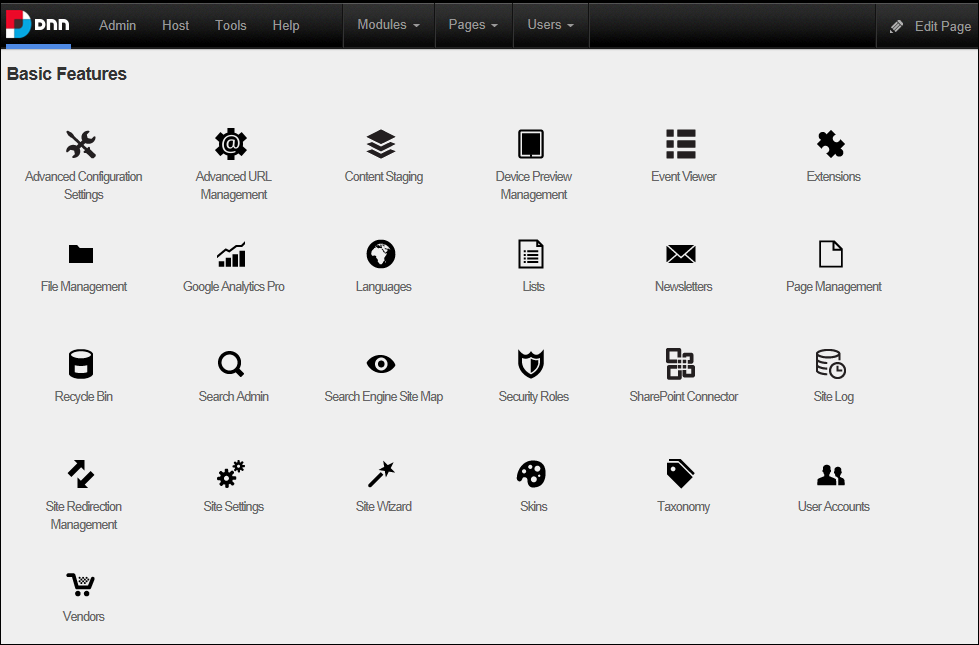 DNN Admin Host Tools Help Modules Pages Users Edit Page
Basic Features
Advanced Configuration Settings
Advanced URL Management
Content Staging
Device Preview Management
Event Viewer
Extensions
File Management
Google Analytics Pro
Languages
Lists
Newsletters
Page Management
Recycle Bin
Search Admin
Search Engine Site Map
Security Roles
SharePoint Connector
Site Log
Site Redirection Management
Site Settings
Site Wizard
Skins
Taxonomy
User Accounts
Vendors